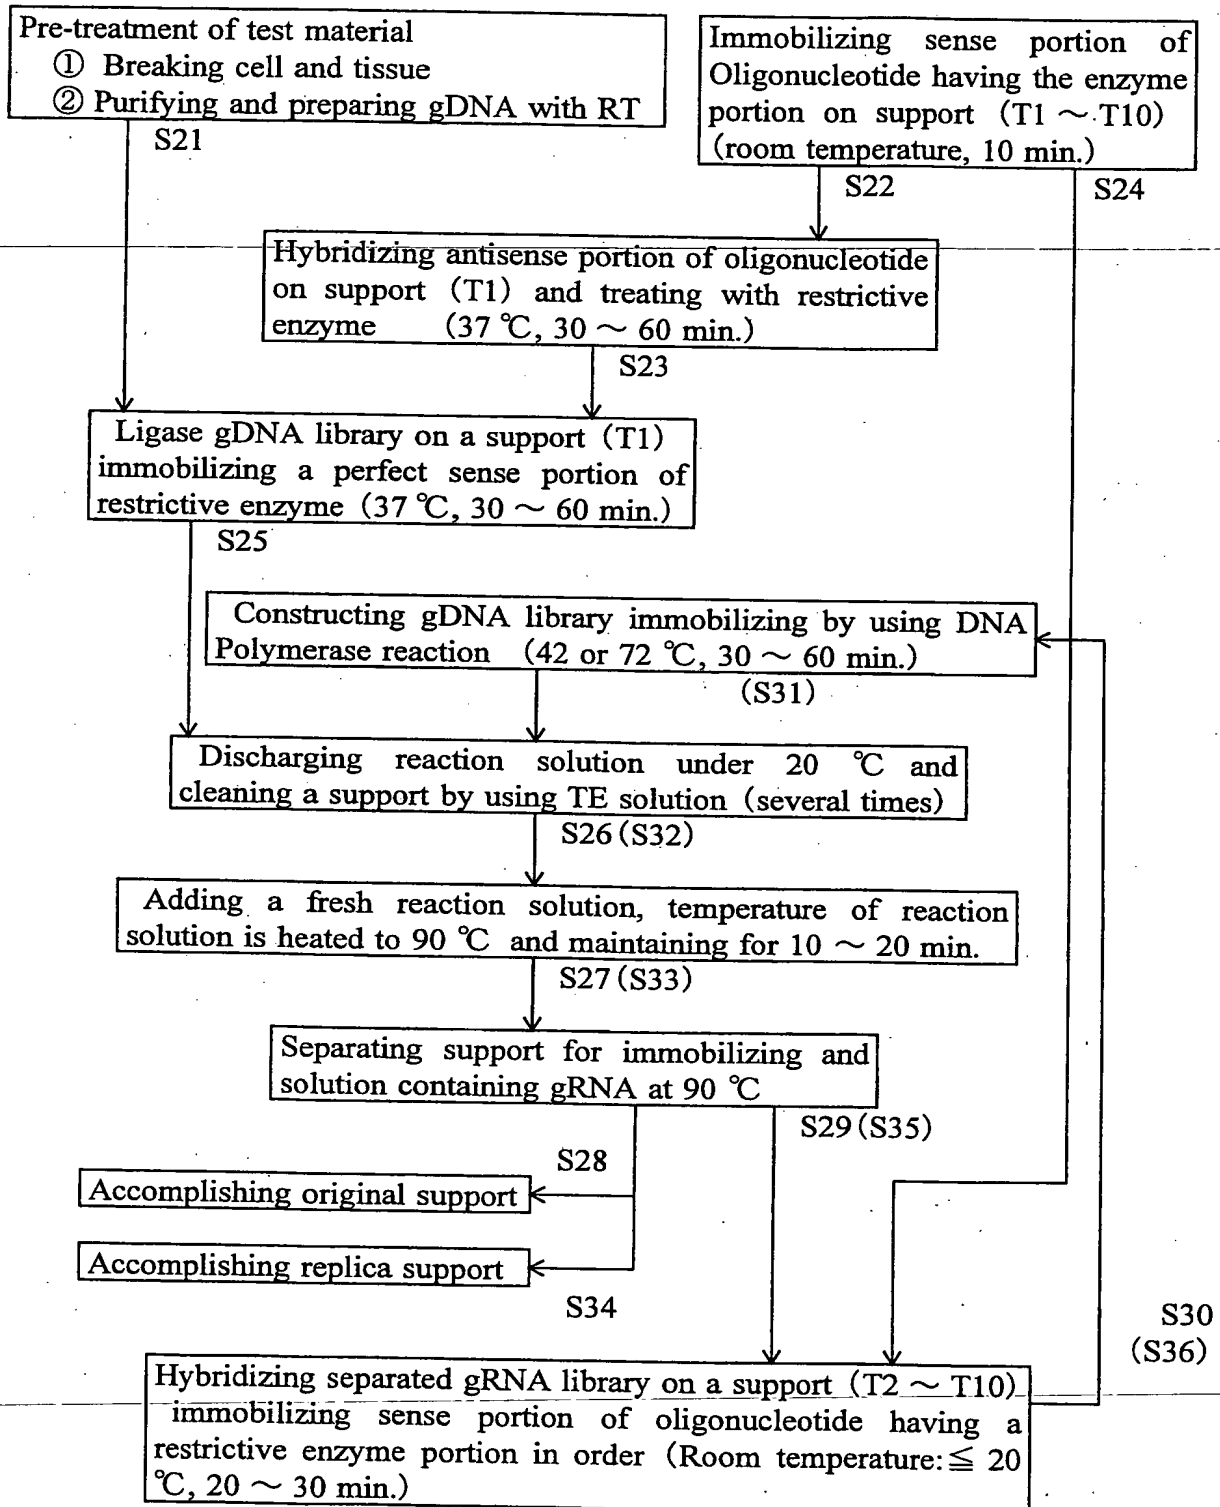 Pre-treatment of test material
① Breaking cell and tissue
② Purifying and preparing gDNA with RT
S21
Immobilizing sense portion of
Oligonucleotide having the enzyme
portion on support (T1 ~ T10)
(room temperature, 10 min.)
S22
S24
Hybridizing antisense portion of oligonucleotide
on support (T1) and treating with restrictive
enzyme (37 ℃, 30 ~ 60 min.)
S23
Ligase gDNA library on a support (T1)
immobilizing a perfect sense portion of
restrictive enzyme (37 ℃, 30 ~ 60 min.)
S25
Constructing gDNA library immobilizing by using DNA
Polymerase reaction (42 or 72 ℃, 30 ~ 60 min.)
(S31)
Discharging reaction solution under 20 ℃ and
cleaning a support by using TE solution (several times)
S26 (S32)
Adding a fresh reaction solution, temperature of reaction
solution is heated to 90 ℃ and maintaining for 10 ~ 20 min.
S27 (S33)
Separating support for immobilizing and
solution containing gRNA at 90 ℃
S29 (S35)
S28
Accomplishing original support
Accomplishing replica support
S34
S30
(S36)
Hybridizing separated gRNA library on a support (T2 ~ T10)
immobilizing sense portion of oligonucleotide having a
restrictive enzyme portion in order (Room temperature:≦ 20
℃, 20 ~ 30 min.)